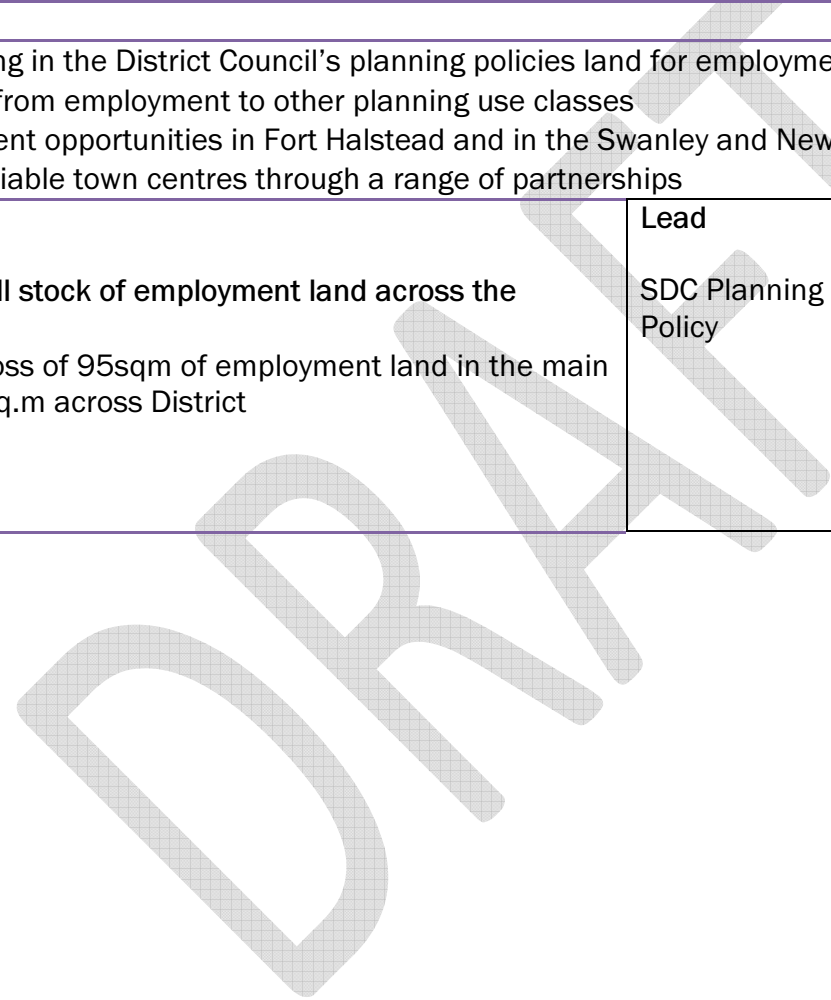 ng in the District Council's planning policies land for employme
from employment to other planning use classes
ent opportunities in Fort Halstead and in the Swanley and New
iable town centres through a range of partnerships
Lead
ll stock of employment land across the
SDC Planning
Policy
oss of 95sqm of employment land in the main
q.m across District
DRAFT